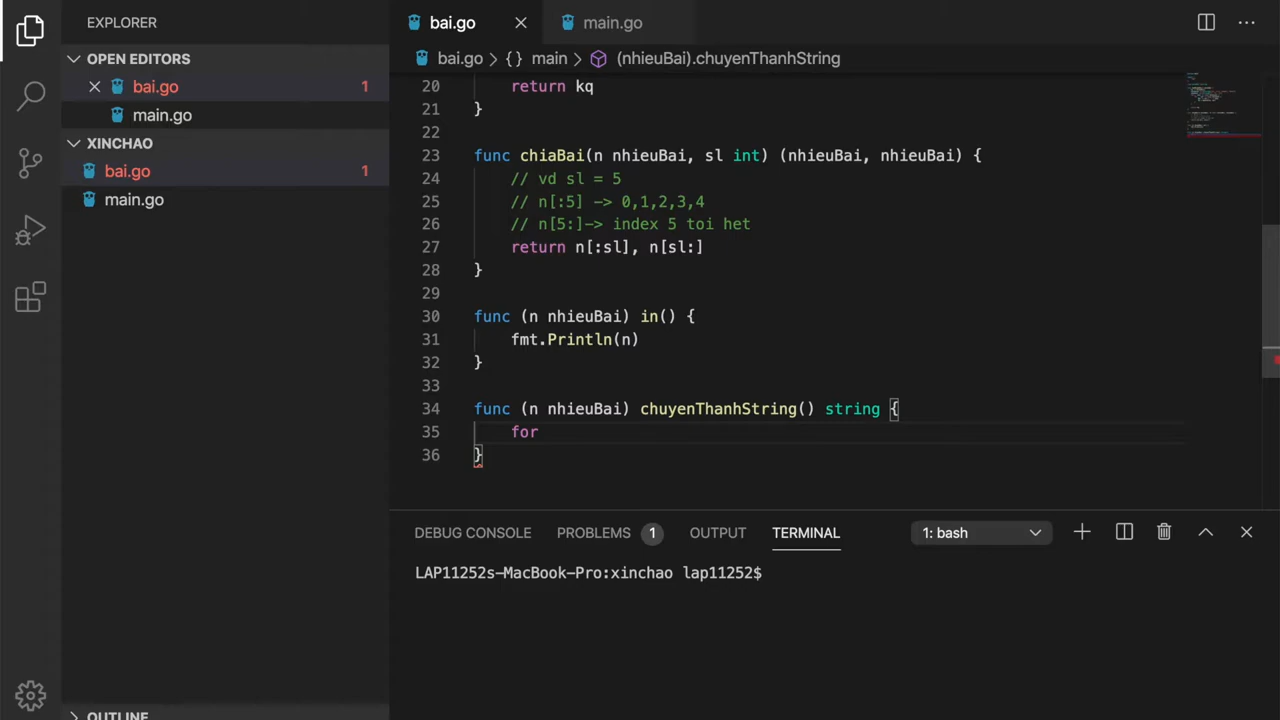 EXPLORER
OPEN EDITORS
bai.go 1
main.go
XINCHAO
bai.go 1
main.go
OUTLINE
bai.go main.go
bai.go > {} main > (nhieuBai).chuyenThanhString
20 return kq
21 }
22
23 func chiaBai(n nhieuBai, sl int) (nhieuBai, nhieuBai) {
24 // vd sl = 5
25 // n[:5] -> 0,1,2,3,4
26 // n[5:]-> index 5 toi het
27 return n[:sl], n[sl:]
28 }
29
30 func (n nhieuBai) in() {
31 fmt.Println(n)
32 }
33
34 func (n nhieuBai) chuyenThanhString() string {
35 for
36 }
DEBUG CONSOLE PROBLEMS 1 OUTPUT TERMINAL 1: bash
LAP11252s-MacBook-Pro:xinchao lap11252$